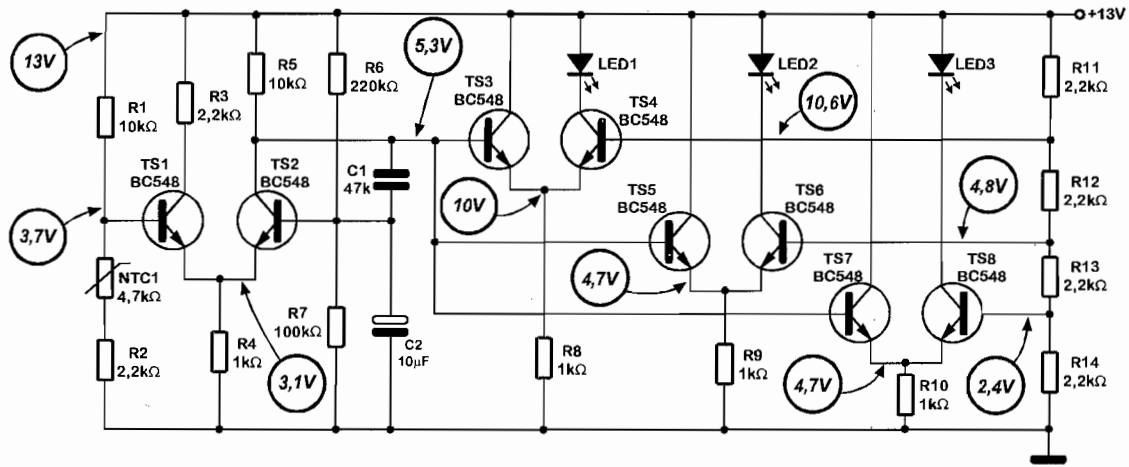 +13V
13V
R1
10kΩ
R3
2,2kΩ
R5
10kΩ
R6
220kΩ
5,3V
TS3
BC548
LED1
TS4
BC548
LED2
10,6V
LED3
R11
2,2kΩ
TS1
BC548
TS2
BC548
C1
47k
10V
TS5
BC548
TS6
BC548
4,8V
R12
2,2kΩ
3,7V
NTC1
4,7kΩ
4,7V
TS7
BC548
TS8
BC548
R13
2,2kΩ
R2
2,2kΩ
R4
1kΩ
3,1V
R7
100kΩ
C2
10µF
R8
1kΩ
R9
1kΩ
4,7V
R10
1kΩ
2,4V
R14
2,2kΩ